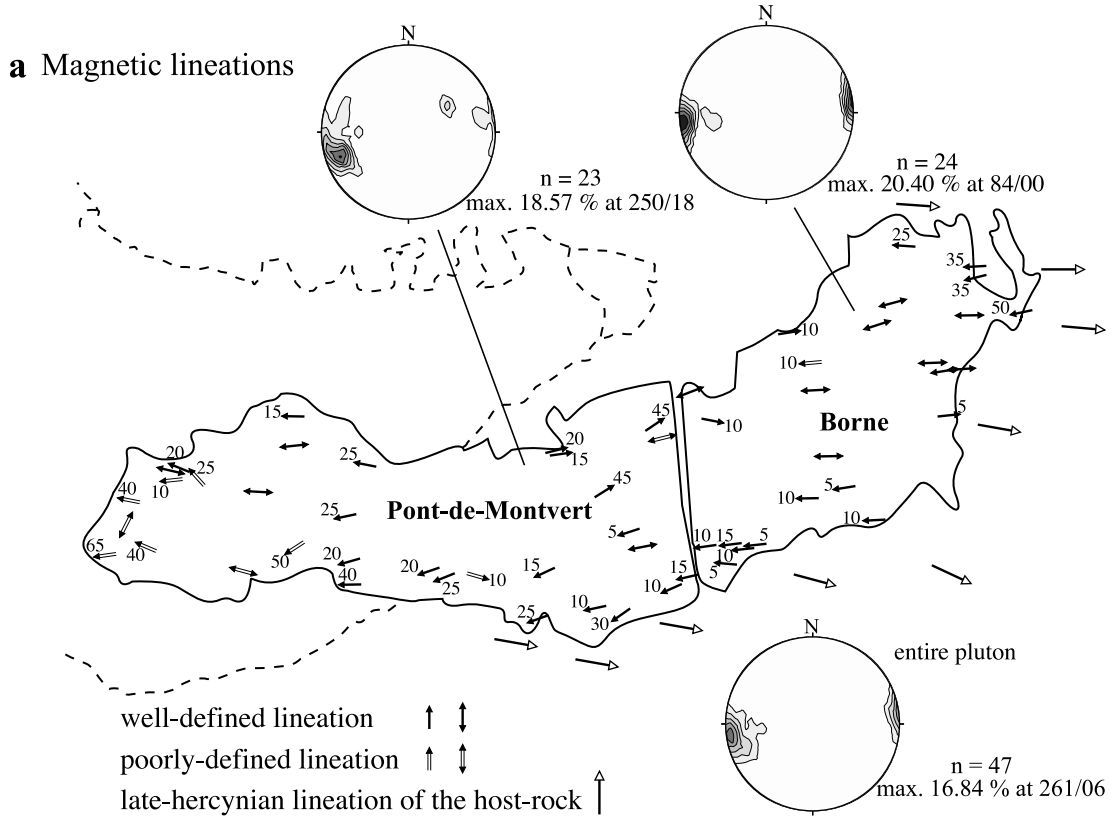 a Magnetic lineations
N
N
n = 23
max. 18.57 % at 250/18
n = 24
max. 20.40 % at 84/00
25
35
35
50
10
10
15
45
10
5
20
15
25
20
25
10
40
45
Borne
25
Pont-de-Montvert
5
10
10
5
65
40
50
20
40
20
25
10
15
15
10
10
15
5
10
5
25
10
30
N
entire pluton
n = 47
max. 16.84 % at 261/06
well-defined lineation
poorly-defined lineation
late-hercynian lineation of the host-rock